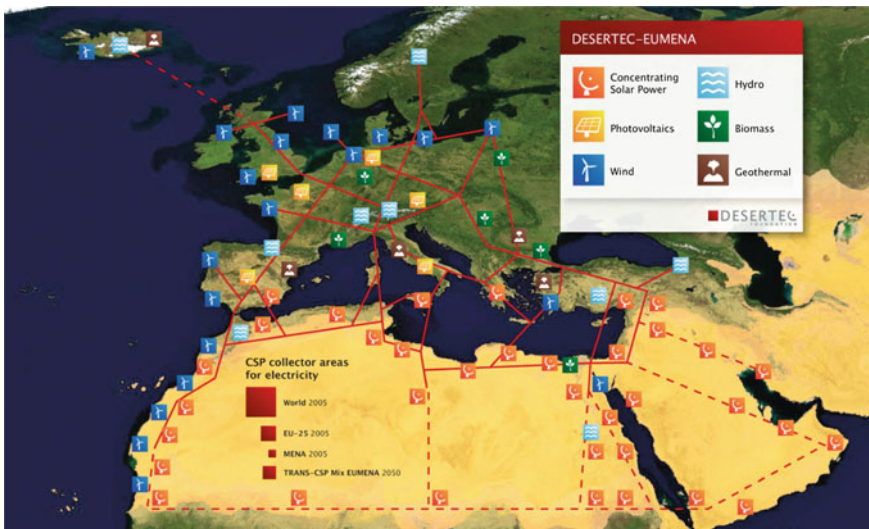 DESERTEC–EUMENA
Concentrating
Solar Power
Hydro
Photovoltaics
Biomass
Wind
Geothermal
DESERTEC
FOUNDATION
CSP collector areas
for electricity
World 2005
EU-25 2005
MENA 2005
TRANS-CSP Mix EUMENA 2050